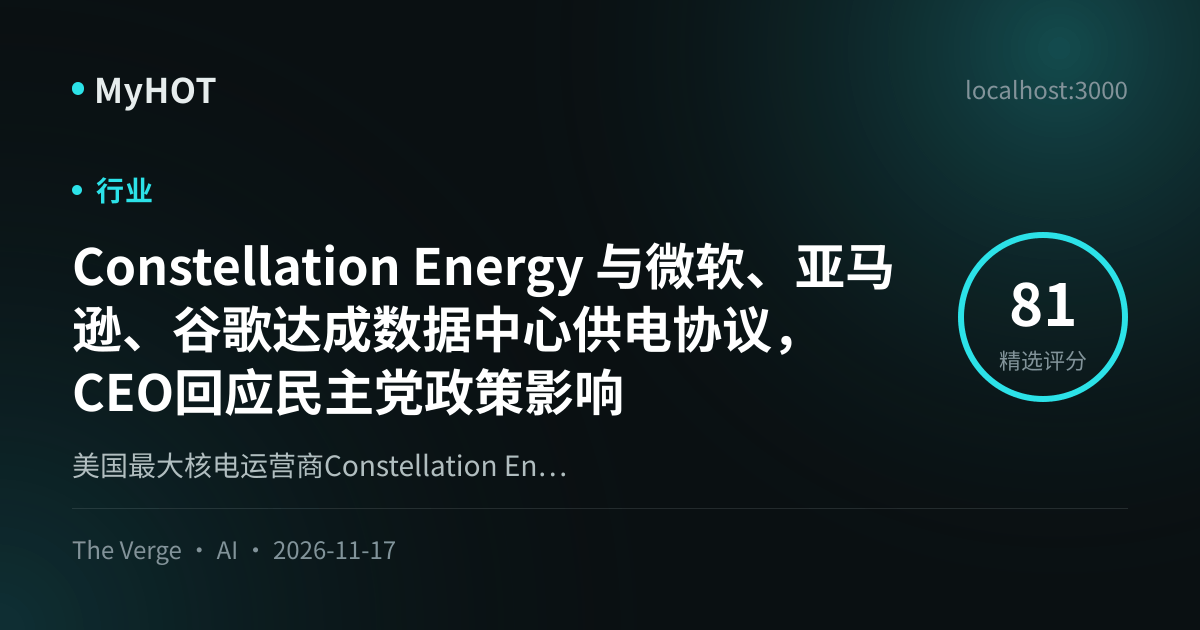 MyHOT
localhost:3000
行业
Constellation Energy 与微软、亚马
逊、谷歌达成数据中心供电协议，
CEO回应民主党政策影响
81
精选评分
美国最大核电运营商Constellation En…
The Verge • AI • 2026-11-17